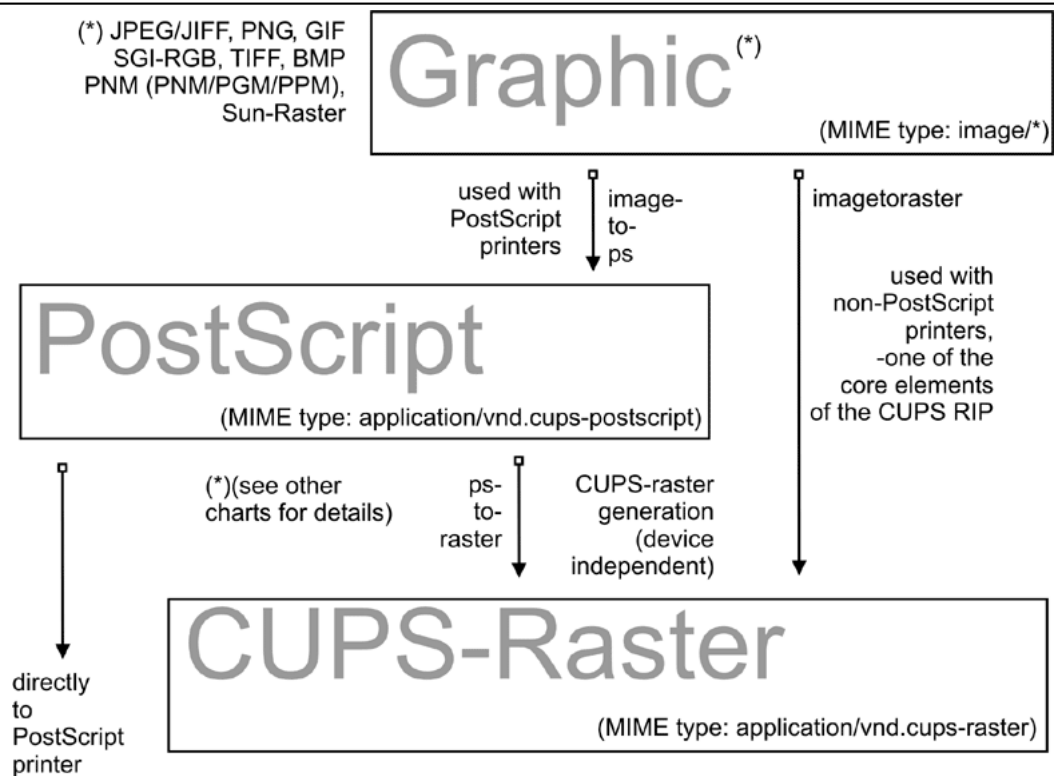 (*) JPEG/JIFF, PNG, GIF
SGI-RGB, TIFF, BMP
PNM (PNM/PGM/PPM),
Sun-Raster
Graphic(*)
(MIME type: image/*)
used with
PostScript
printers
image-
to-
ps
imagetoraster
used with
non-PostScript
printers,
-one of the
core elements
of the CUPS RIP
PostScript
(MIME type: application/vnd.cups-postscript)
(*)(see other
charts for details)
ps-
to-
raster
CUPS-raster
generation
(device
independent)
CUPS-Raster
(MIME type: application/vnd.cups-raster)
directly
to
PostScript
printer